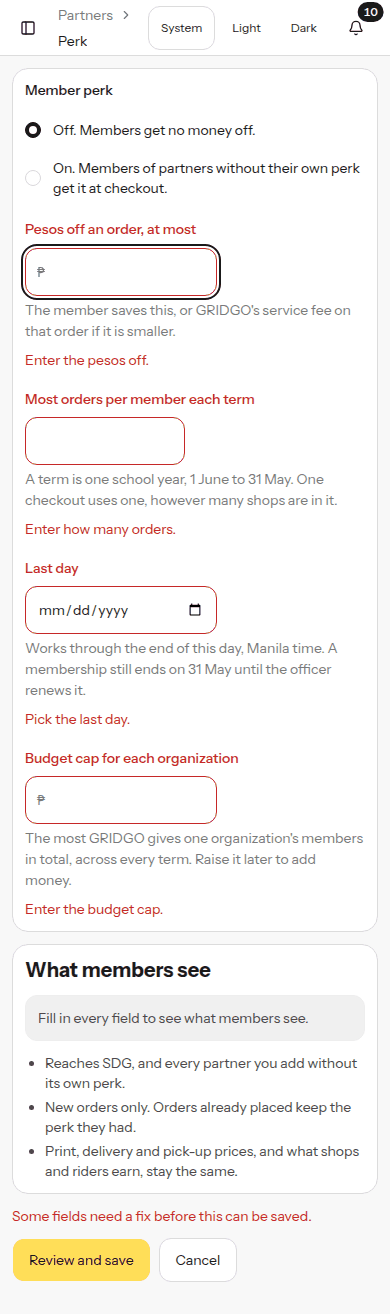 Partners >
Perk
System
Light
Dark
10
Member perk
Off. Members get no money off.
On. Members of partners without their own perk
get it at checkout.
Pesos off an order, at most
₱
The member saves this, or GRIDGO's service fee on
that order if it is smaller.
Enter the pesos off.
Most orders per member each term
A term is one school year, 1 June to 31 May. One
checkout uses one, however many shops are in it.
Enter how many orders.
Last day
mm/dd/yyyy
Works through the end of this day, Manila time. A
membership still ends on 31 May until the officer
renews it.
Pick the last day.
Budget cap for each organization
₱
The most GRIDGO gives one organization's members
in total, across every term. Raise it later to add
money.
Enter the budget cap.
What members see
Fill in every field to see what members see.
• Reaches SDG, and every partner you add without
its own perk.
• New orders only. Orders already placed keep the
perk they had.
• Print, delivery and pick-up prices, and what shops
and riders earn, stay the same.
Some fields need a fix before this can be saved.
Review and save
Cancel